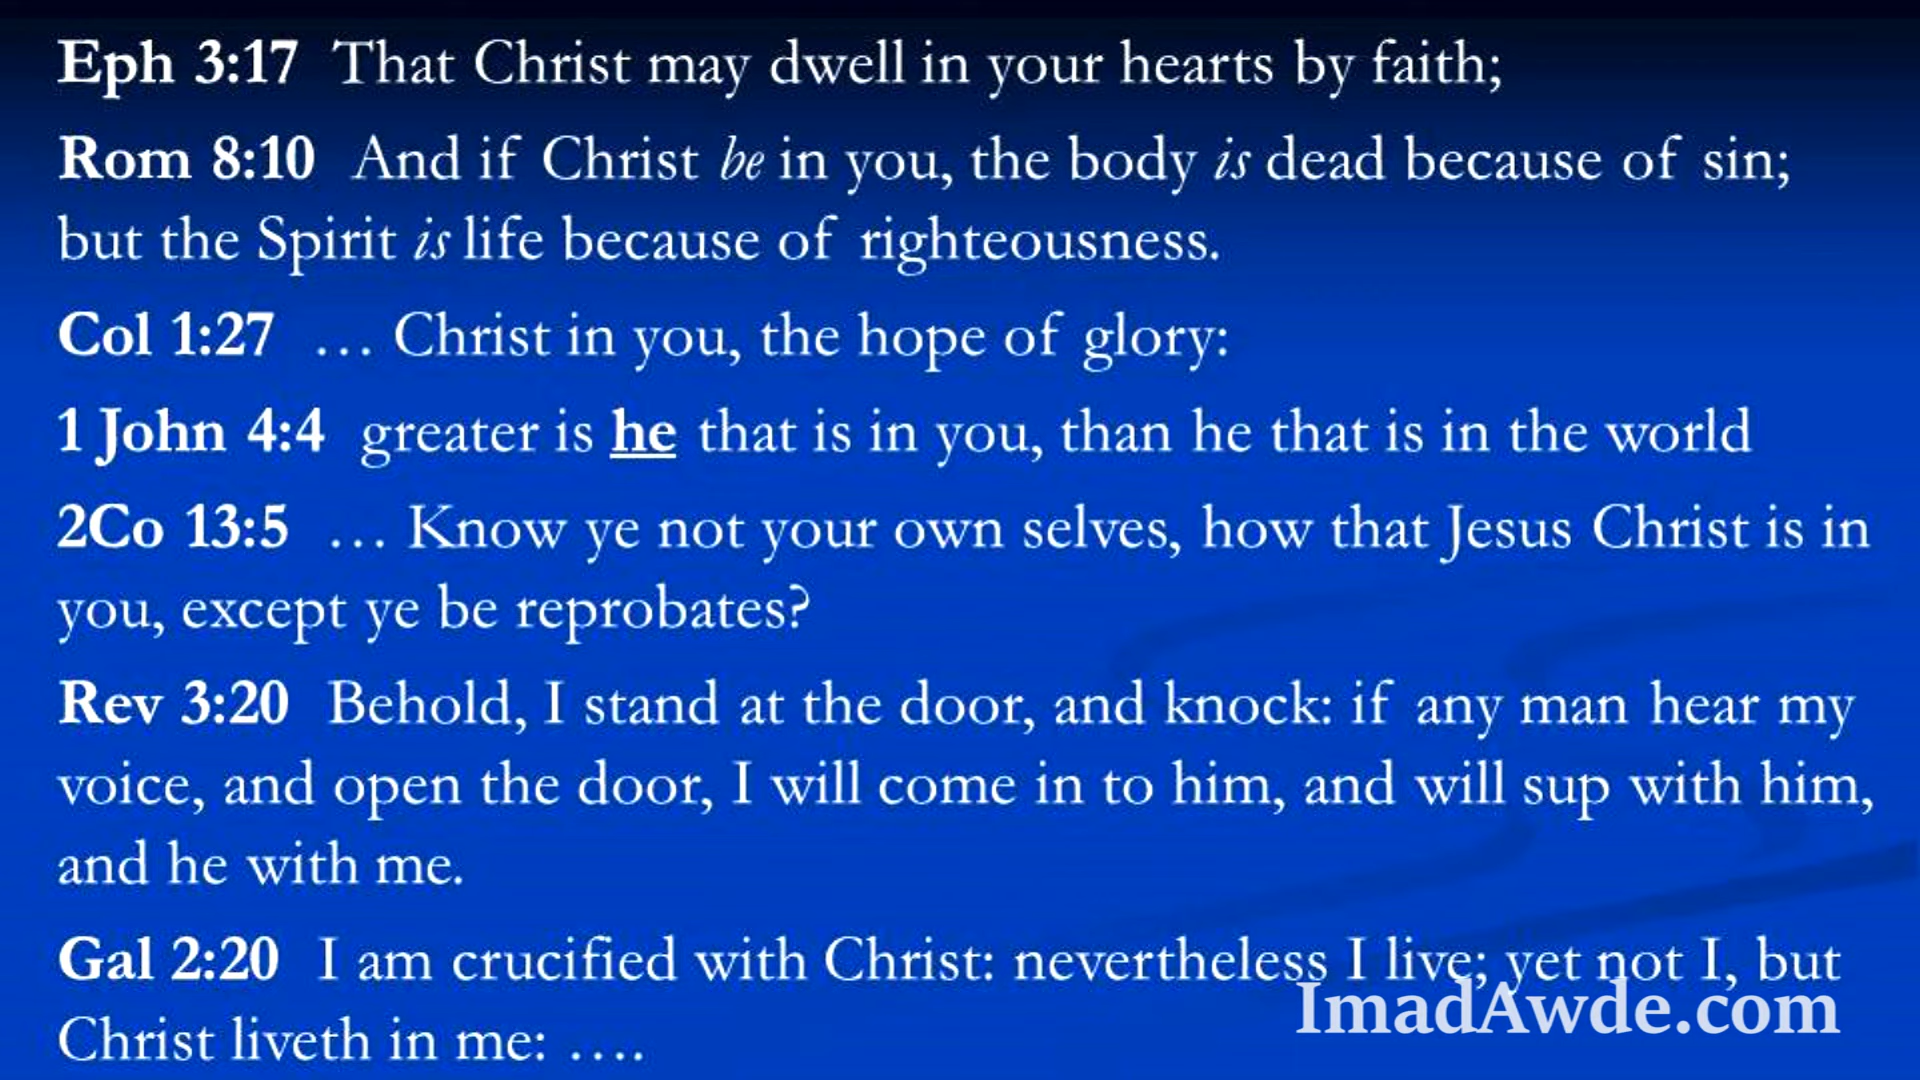 Eph 3:17 That Christ may dwell in your hearts by faith;
Rom 8:10 And if Christ be in you, the body is dead because of sin;
but the Spirit is life because of righteousness.
Col 1:27 … Christ in you, the hope of glory:
1 John 4:4 greater is he that is in you, than he that is in the world
2Co 13:5 … Know ye not your own selves, how that Jesus Christ is in
you, except ye be reprobates?
Rev 3:20 Behold, I stand at the door, and knock: if any man hear my
voice, and open the door, I will come in to him, and will sup with him,
and he with me.
Gal 2:20 I am crucified with Christ: nevertheless I live; yet not I, but
Christ liveth in me: ….
ImadAwde.com